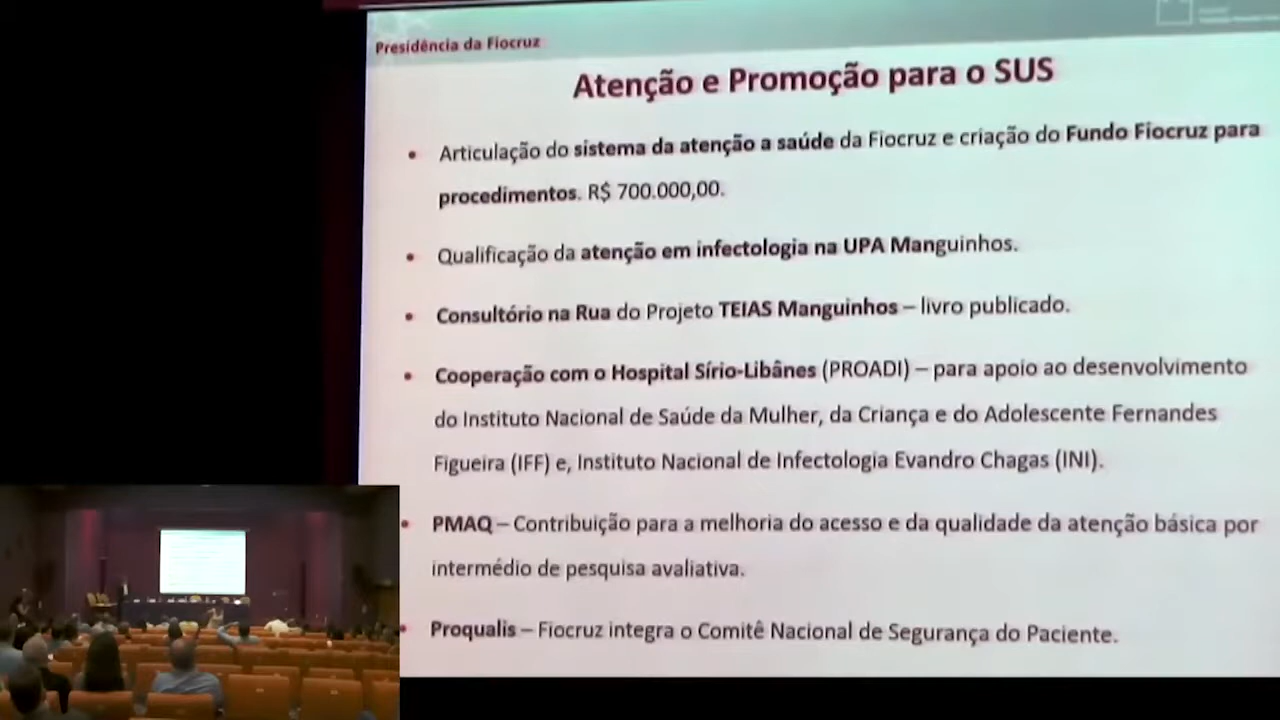 Presidência da Fiocruz
Atenção e Promoção para o SUS
• Articulação do sistema da atenção a saúde da Fiocruz e criação do Fundo Fiocruz para
procedimentos. R$ 700.000,00.
• Qualificação da atenção em infectologia na UPA Manguinhos.
• Consultório na Rua do Projeto TEIAS Manguinhos – livro publicado.
• Cooperação com o Hospital Sírio-Libânes (PROADI) – para apoio ao desenvolvimento
do Instituto Nacional de Saúde da Mulher, da Criança e do Adolescente Fernandes
Figueira (IFF) e, Instituto Nacional de Infectologia Evandro Chagas (INI).
• PMAQ – Contribuição para a melhoria do acesso e da qualidade da atenção básica por
intermédio de pesquisa avaliativa.
• Proqualis – Fiocruz integra o Comitê Nacional de Segurança do Paciente.